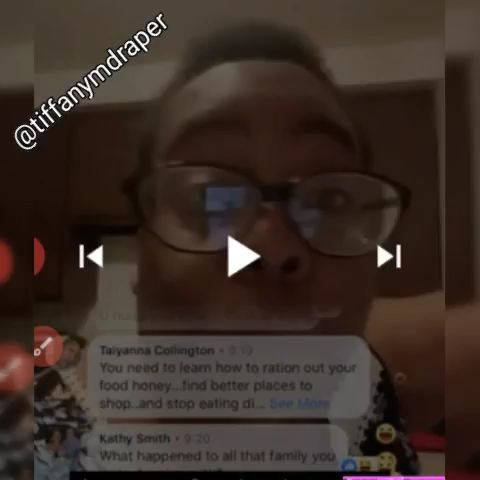 @tiffanymdraper
Taiyanna Collington • 9:19
You need to learn how to ration out your
food honey...find better places to
shop..and stop eating di... See More
Kathy Smith • 9:20
What happened to all that family you